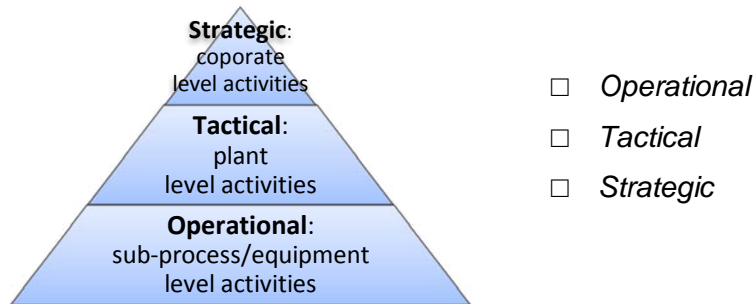 Strategic:
coporate
level activities
Tactical:
plant
level activities
Operational:
sub-process/equipment
level activities
□ Operational
□ Tactical
□ Strategic